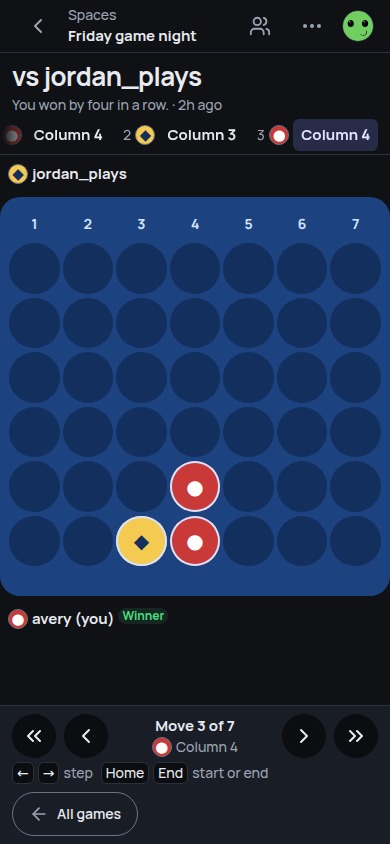 Spaces
Friday game night
vs jordan_plays
You won by four in a row. · 2h ago
Column 4 2 Column 3 3 Column 4
jordan_plays
1 2 3 4 5 6 7
avery (you) Winner
Move 3 of 7
Column 4
← → step Home End start or end
← All games